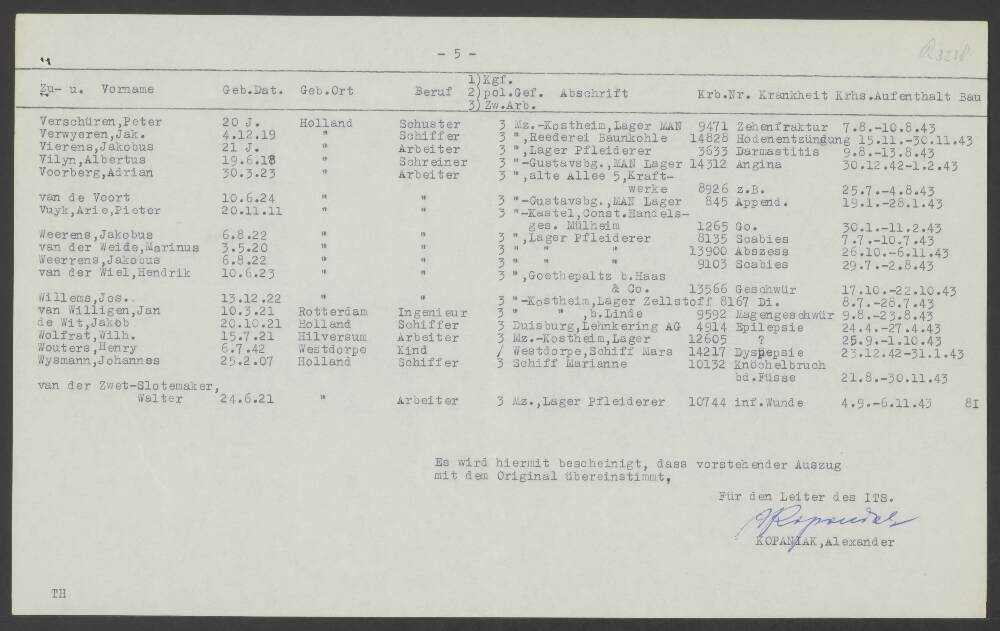 - 5 -
R3238
1)Kgf.
Zu- u. Vorname Geb.Dat. Geb.Ort Beruf 2)pol.Gef. Abschrift Krb.Nr. Krankheit Krhs.Aufenthalt Bau
3)Zw.Arb.
Verschüren,Peter 20 J. Holland Schuster 3 Mz.-Kostheim,Lager MAN 9471 Zehenfraktur 7.8.-10.8.43
Verwyeren,Jak. 4.12.19 " Schiffer 3 ",Reederei Baunkohle 14828 Hodenentzündung 15.11.-30.11.43
Vierens,Jakobus 21 J. " Arbeiter 3 ",Lager Pfleiderer 3633 Darmastitis 9.8.-13.8.43
Vilyn,Albertus 19.6.18 " Schreiner 3 "-Gustavsbg.,MAN Lager 14312 Angina 30.12.42-1.2.43
Voorberg,Adrian 30.3.23 Arbeiter 3 ",alte Allee 5,Kraft-
werke 8926 z.B. 25.7.-4.8.43
van de Voort 10.6.24 " " 3 "-Gustavsbg.,MAN Lager 845 Append. 19.1.-28.1.43
Vuyk,Arie,Pieter 20.11.11 " " 3 "-Kastel,Const.Handels-
ges. Mülheim 1265 Go. 30.1.-11.2.43
Weerens,Jakobus 6.8.22 " " 3 ",Lager Pfleiderer 8135 Scabies 7.7.-10.7.43
van der Weide,Marinus 3.5.20 " " 3 " " " 13900 Abszess 26.10.-6.11.43
Weerrens,Jakobus 6.8.22 " " 3 " " " 9103 Scabies 29.7.-2.8.43
van der Wiel,Hendrik 10.6.23 " " 3 ",Goethepaltz b.Haas
& Co. 13566 Geschwür 17.10.-22.10.43
Willems,Jos. 13.12.22 " " 3 "-Kostheim,Lager Zellstoff 8167 Di. 8.7.-28.7.43
van Willigen,Jan 10.3.21 Rotterdam Ingenieur 3 " " ,b.Linde 9592 Magengeschwür 9.8.-23.8.43
de Wit,Jakob 20.10.21 Holland Schiffer 3 Duisburg,Lehnkering AG 4914 Epilepsie 24.4.-27.4.43
Wolfrat,Wilh. 15.7.21 Hilversum Arbeiter 3 Mz.-Kostheim,Lager 12605 ? 25.9.-1.10.43
Wouters,Henry 6.7.42 Westdorpe Kind / Westdorpe,Schiff Mars 14217 Dyspepsie 23.12.42-31.1.43
Wysmann,Johannes 25.2.07 Holland Schiffer 3 Schiff Marianne 10132 Knöchelbruch
bd.Füsse 21.8.-30.11.43
van der Zwet-Slotemaker,
Walter 24.6.21 " Arbeiter 3 Mz.,Lager Pfleiderer 10744 inf.Wunde 4.9.-6.11.43 8I
Es wird hiermit bescheinigt, dass vorstehender Auszug
mit dem Original übereinstimmt,
Für den Leiter des ITS.
KOPANIAK,Alexander
TH